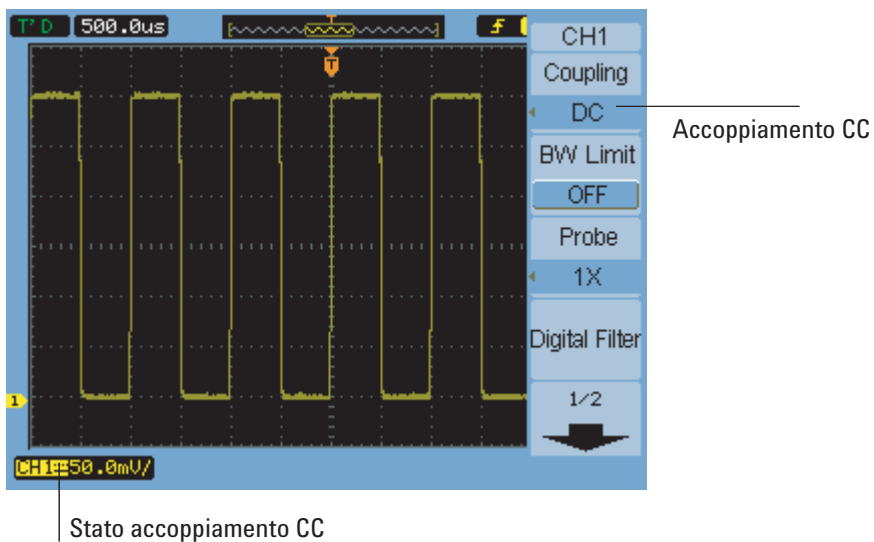 T'D 500.0us
T
T
CH1
Coupling
DC
Accoppiamento CC
BW Limit
OFF
Probe
1X
Digital Filter
1/2
1
CH1 50.0mV/
Stato accoppiamento CC